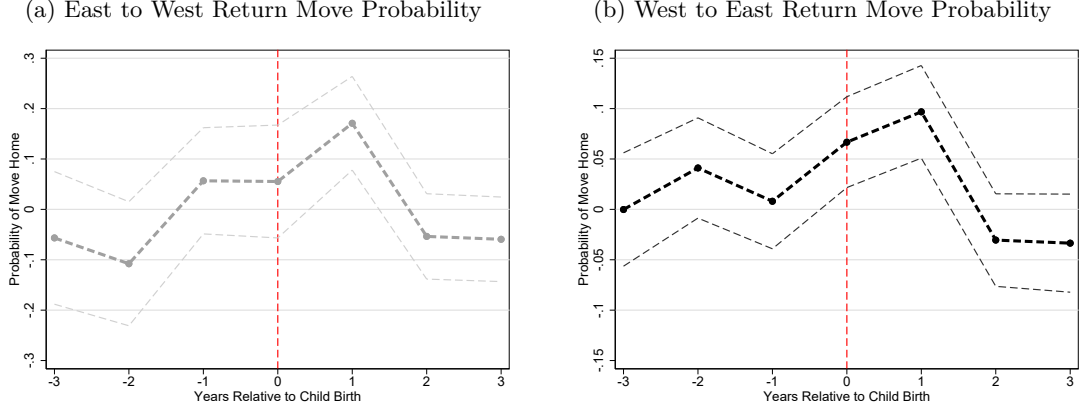 (a) East to West Return Move Probability
Probability of Move Home
.3
.2
.1
0
-.1
-.2
-.3
-3 -2 -1 0 1 2 3
Years Relative to Child Birth
(b) West to East Return Move Probability
Probability of Move Home
.15
.1
.05
0
-.05
-.1
-.15
-3 -2 -1 0 1 2 3
Years Relative to Child Birth